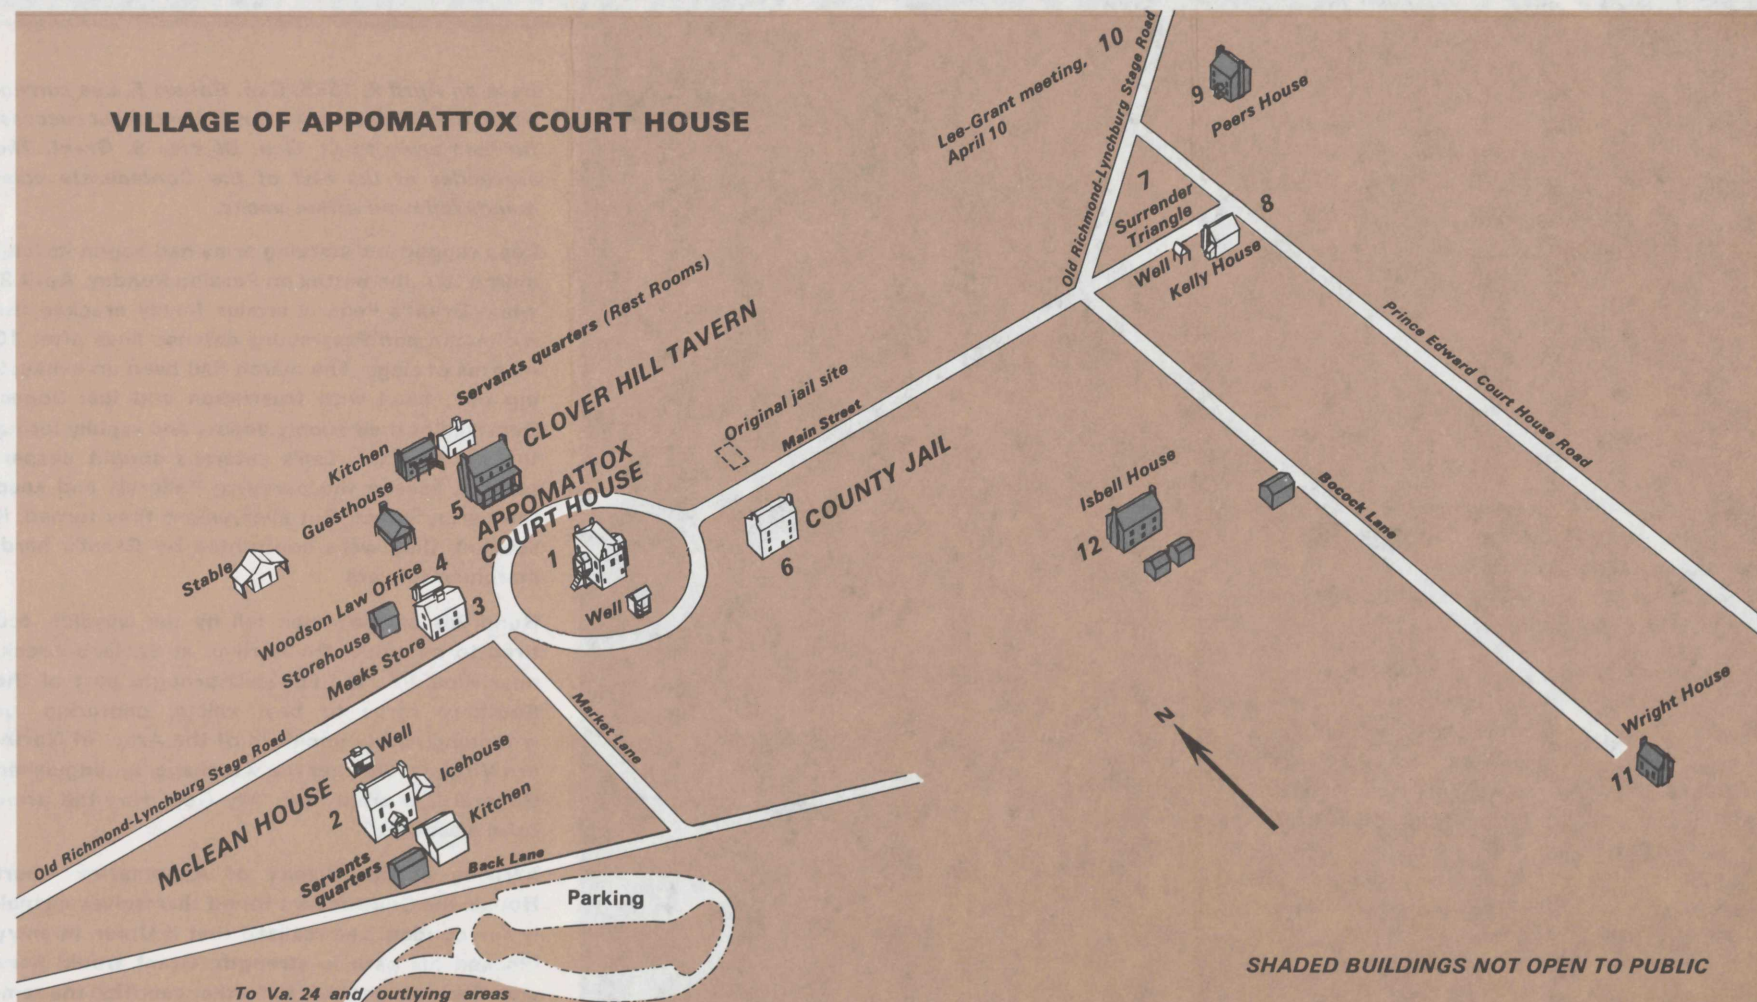 VILLAGE OF APPOMATTOX COURT HOUSE
Lee-Grant meeting, 10
April 10
Old Richmond-Lynchburg Stage Road
9
Peers House
7
Surrender
Triangle
8
Well
Kelly House
Prince Edward Court House Road
Servants quarters (Rest Rooms)
CLOVER HILL TAVERN
Original jail site
Main Street
Kitchen
5
APPOMATTOX
COURT HOUSE
COUNTY JAIL
6
Isbell House
12
Bocock Lane
Guesthouse
Stable
1
Well
Woodson Law Office 4
Storehouse
Meeks Store
3
Market Lane
N
Wright House
11
Old Richmond-Lynchburg Stage Road
Well
Icehouse
McLEAN HOUSE
2
Kitchen
Servants
quarters
Back Lane
Parking
SHADED BUILDINGS NOT OPEN TO PUBLIC
To Va. 24 and outlying areas